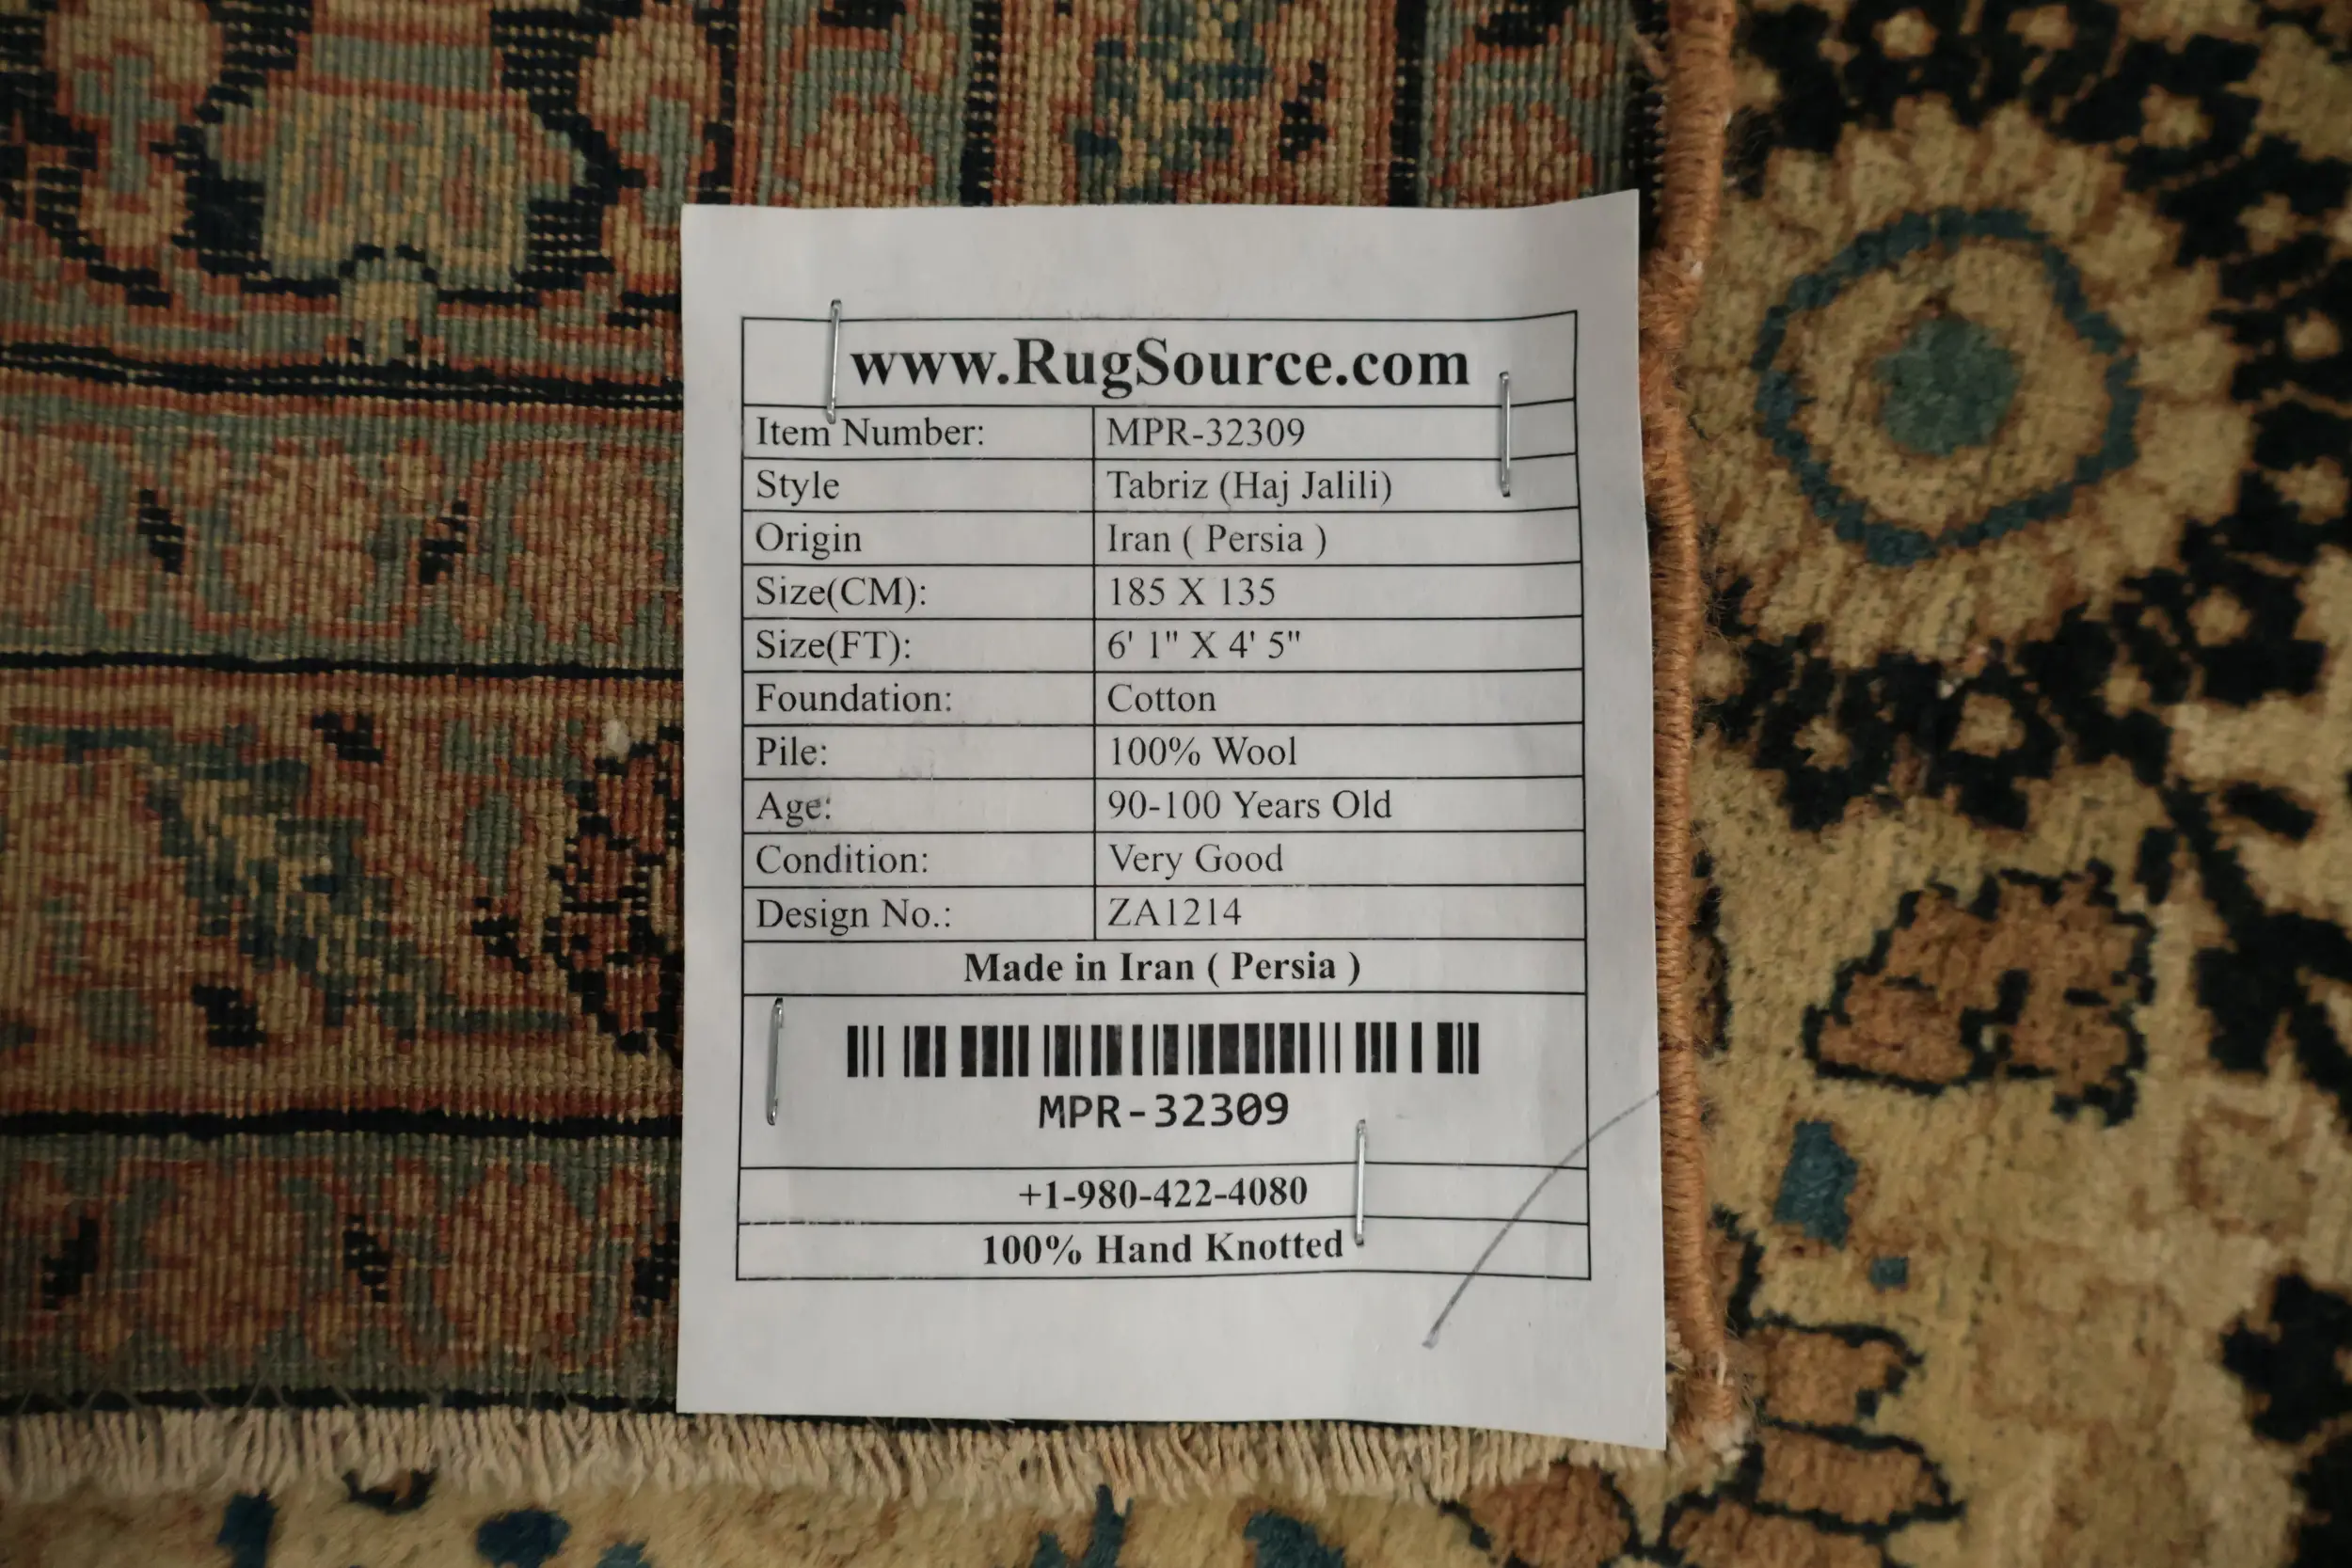 www.RugSource.com
Item Number: MPR-32309
Style Tabriz (Haj Jalili)
Origin Iran ( Persia )
Size(CM): 185 X 135
Size(FT): 6' 1" X 4' 5"
Foundation: Cotton
Pile: 100% Wool
Age: 90-100 Years Old
Condition: Very Good
Design No.: ZA1214
Made in Iran ( Persia )
MPR-32309
+1-980-422-4080
100% Hand Knotted